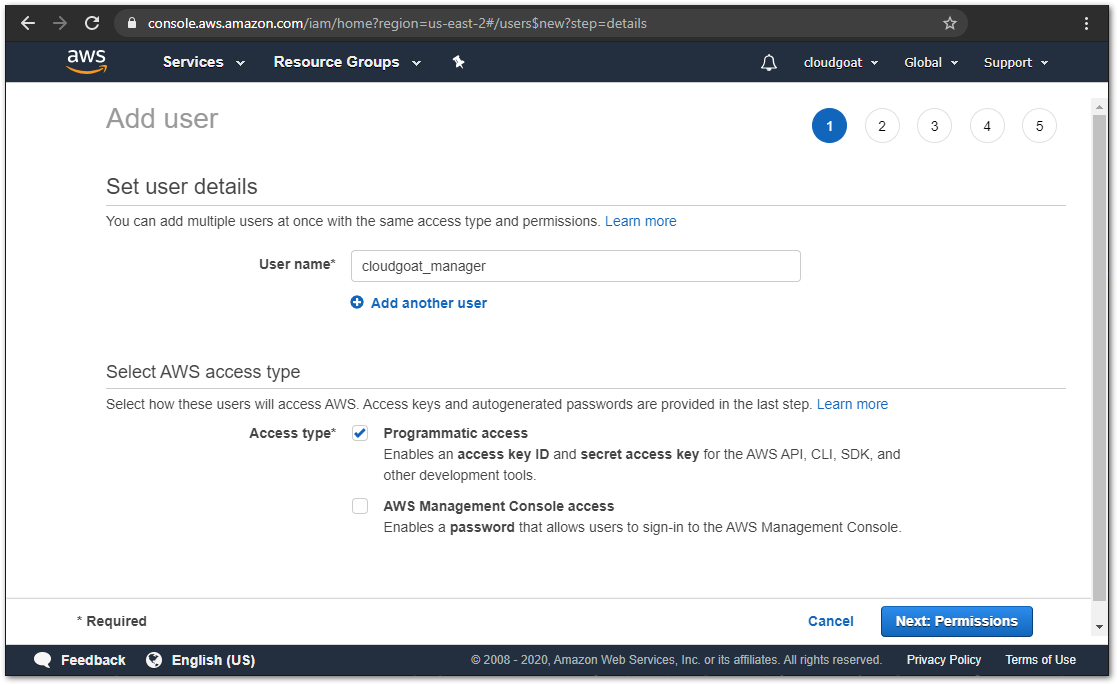 console.aws.amazon.com/iam/home?region=us-east-2#/users$new?step=details
aws Services Resource Groups cloudgoat Global Support
Add user 1 2 3 4 5
Set user details
You can add multiple users at once with the same access type and permissions. Learn more
User name* cloudgoat_manager
Add another user
Select AWS access type
Select how these users will access AWS. Access keys and autogenerated passwords are provided in the last step. Learn more
Access type* Programmatic access
Enables an access key ID and secret access key for the AWS API, CLI, SDK, and
other development tools.
AWS Management Console access
Enables a password that allows users to sign-in to the AWS Management Console.
* Required Cancel Next: Permissions
Feedback English (US) © 2008 - 2020, Amazon Web Services, Inc. or its affiliates. All rights reserved. Privacy Policy Terms of Use